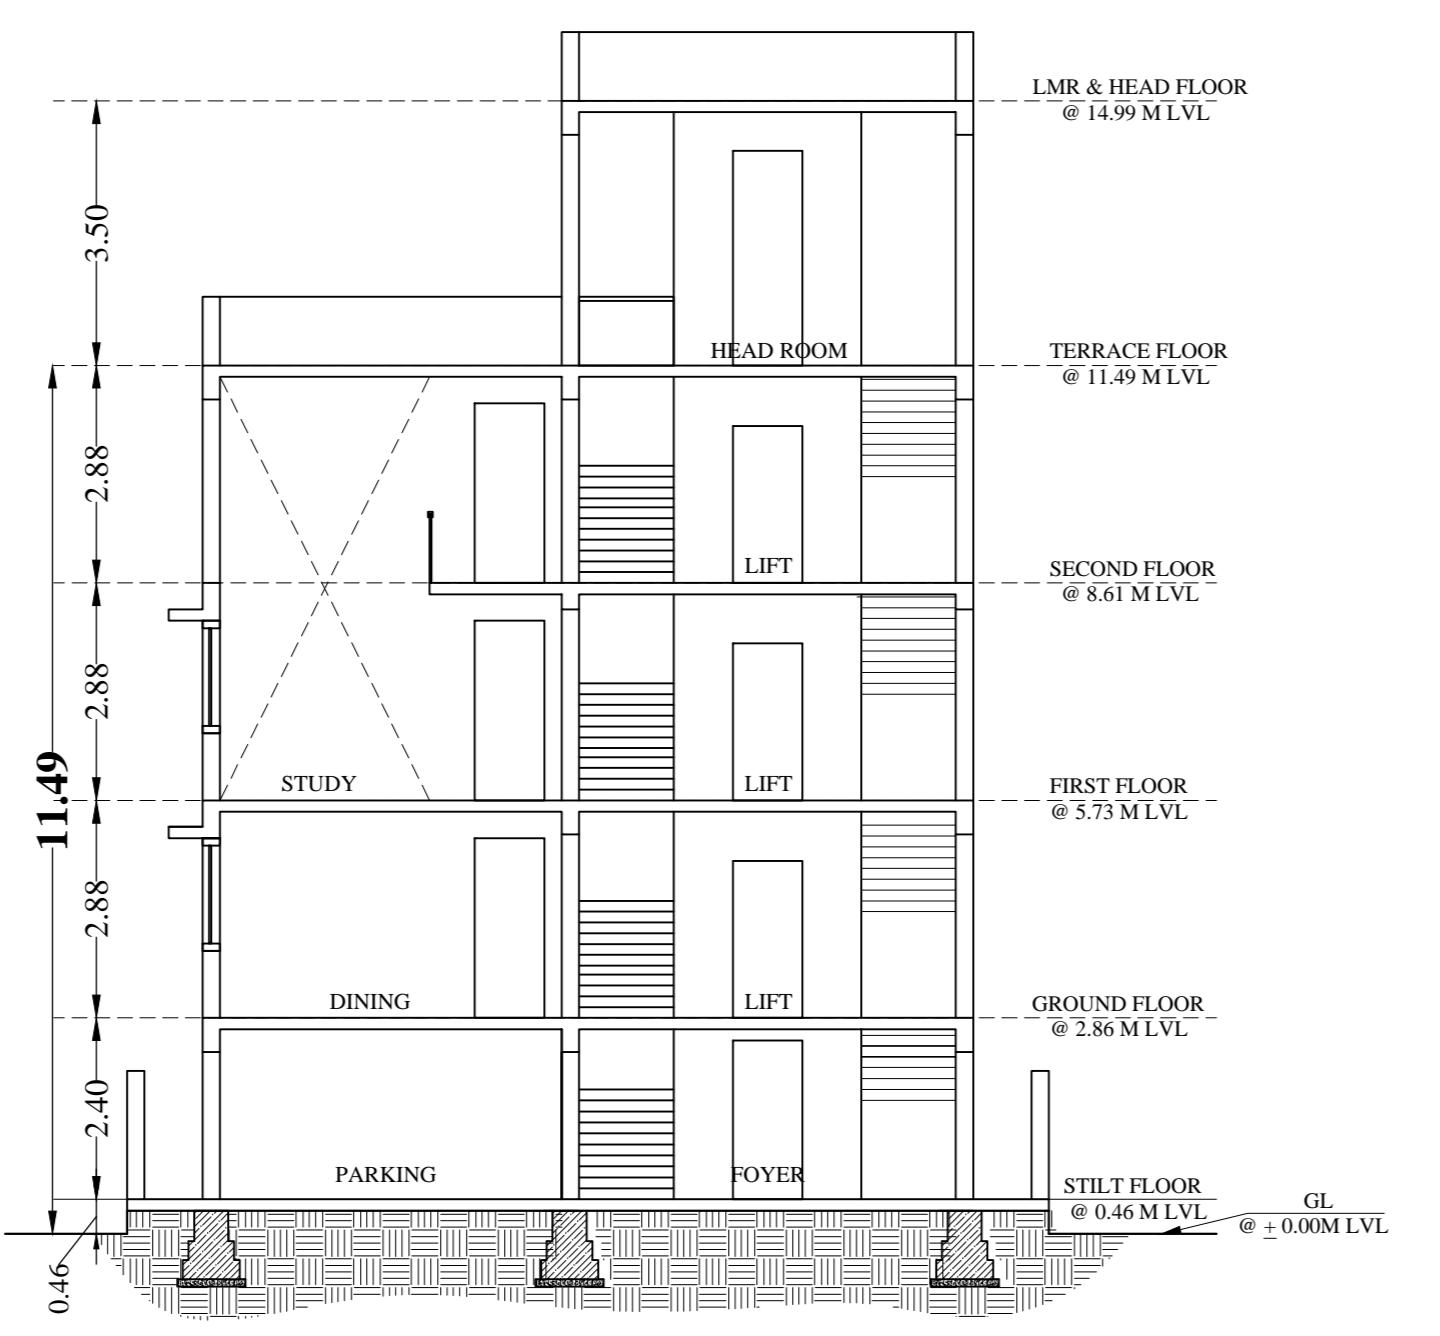 LMR & HEAD FLOOR
@ 14.99 M LVL
3.50
HEAD ROOM
TERRACE FLOOR
@ 11.49 M LVL
2.88
LIFT
SECOND FLOOR
@ 8.61 M LVL
2.88
11.49
STUDY
LIFT
FIRST FLOOR
@ 5.73 M LVL
2.88
DINING
LIFT
GROUND FLOOR
@ 2.86 M LVL
2.40
PARKING
FOYER
STILT FLOOR
@ 0.46 M LVL
GL
@ ± 0.00M LVL
0.46